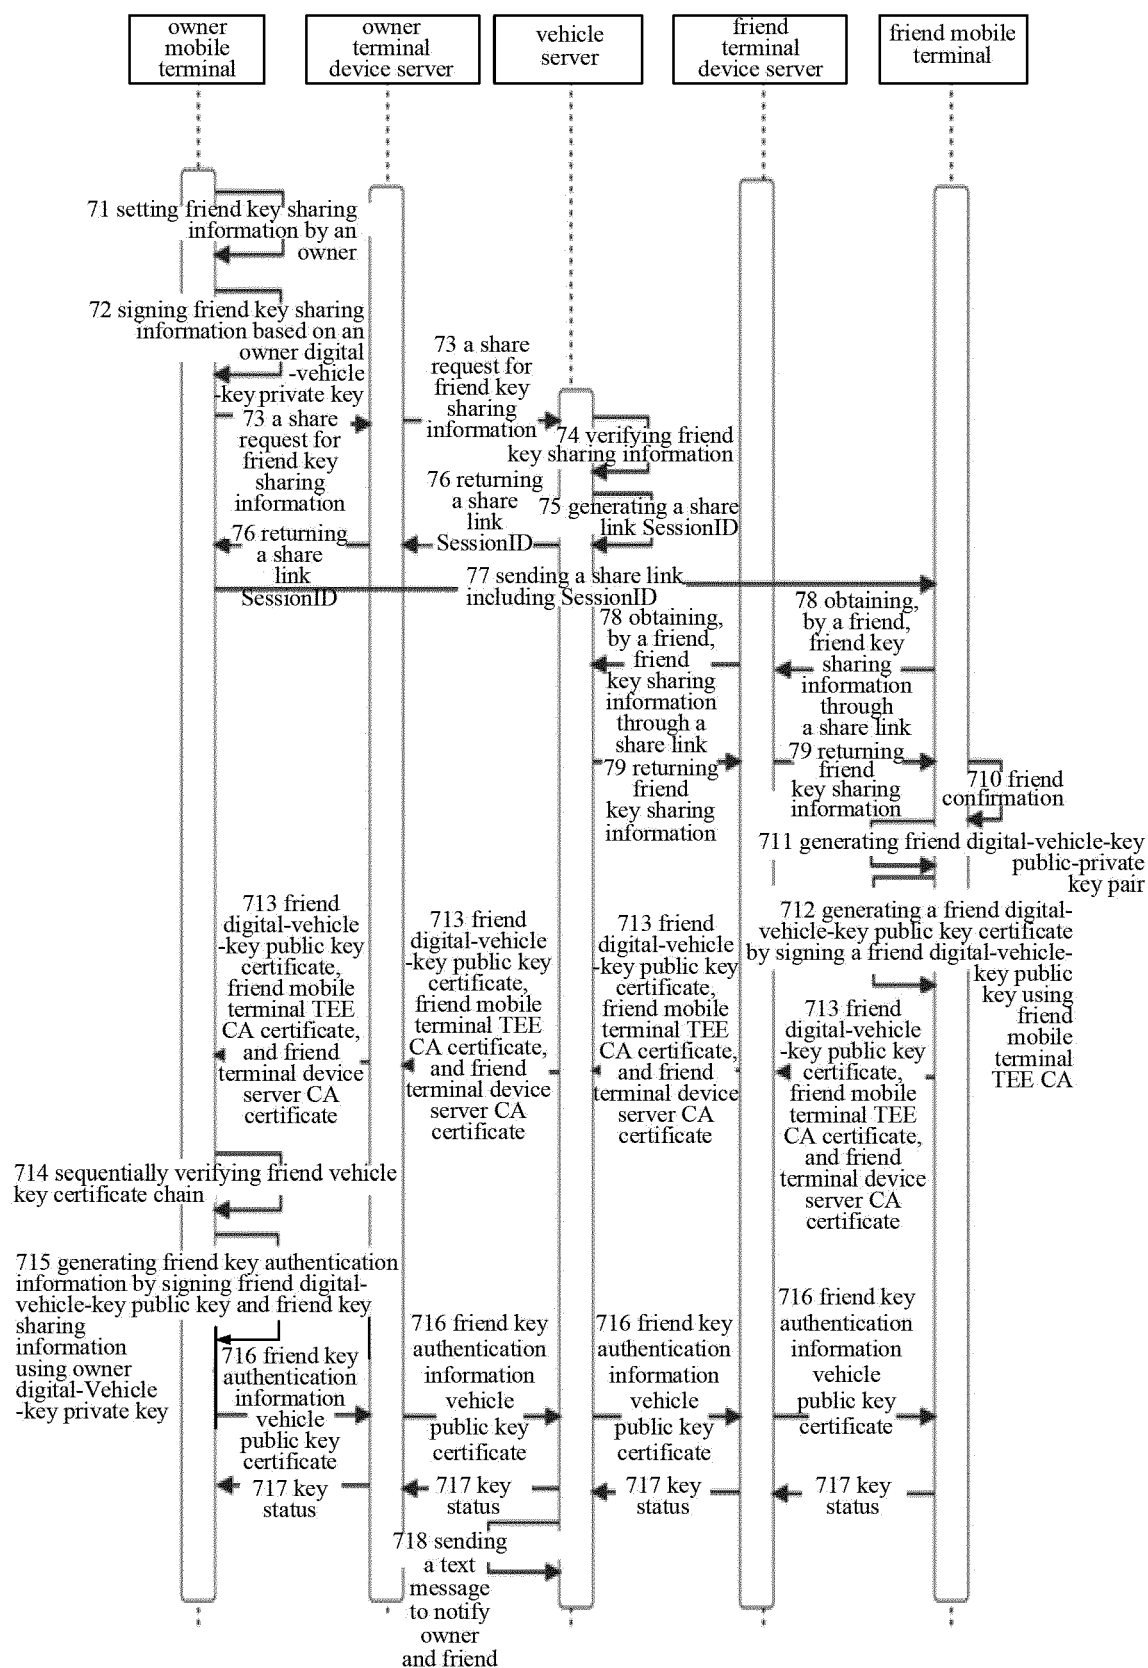 owner
mobile
terminal
owner
terminal
device server
vehicle
server
friend
terminal
device server
friend mobile
terminal
71 setting friend key sharing
information by an
owner
72 signing friend key sharing
information based on an
owner digital
-vehicle
-key private key
73 a share
request for
friend key
sharing
information
73 a share
request for
friend key
sharing
information
74 verifying friend
key sharing information
75 generating a share
link SessionID
76 returning
a share
link
SessionID
76 returning
a share
link
SessionID
77 sending a share link
including SessionID
78 obtaining,
by a friend,
friend key
sharing
information
through
a share link
78 obtaining,
by a friend,
friend
key sharing
information
through a
share link
79 returning
friend
key sharing
information
79 returning
friend
key sharing
information
710 friend
confirmation
711 generating friend digital-vehicle-key
public-private
key pair
712 generating a friend digital-
vehicle-key public key certificate
by signing a friend digital-vehicle-
key public
key using
friend
mobile
terminal
TEE CA
713 friend
digital-vehicle
-key public key
certificate,
friend mobile
terminal TEE
CA certificate,
and friend
terminal device
server CA
certificate
713 friend
digital-vehicle
-key public key
certificate,
friend mobile
terminal TEE
CA certificate,
and friend
terminal device
server CA
certificate
713 friend
digital-vehicle
-key public key
certificate,
friend mobile
terminal TEE
CA certificate,
and friend
terminal device
server CA
certificate
713 friend
digital-vehicle
-key public key
certificate,
friend mobile
terminal TEE
CA certificate,
and friend
terminal device
server CA
certificate
714 sequentially verifying friend vehicle
key certificate chain
715 generating friend key authentication
information by signing friend digital-
vehicle-key public key and friend key
sharing
information
using owner
digital-Vehicle
-key private key
716 friend key
authentication
information
vehicle
public key
certificate
716 friend key
authentication
information
vehicle
public key
certificate
716 friend key
authentication
information
vehicle
public key
certificate
716 friend key
authentication
information
vehicle
public key
certificate
717 key
status
717 key
status
717 key
status
717 key
status
718 sending
a text
message
to notify
owner
and friend